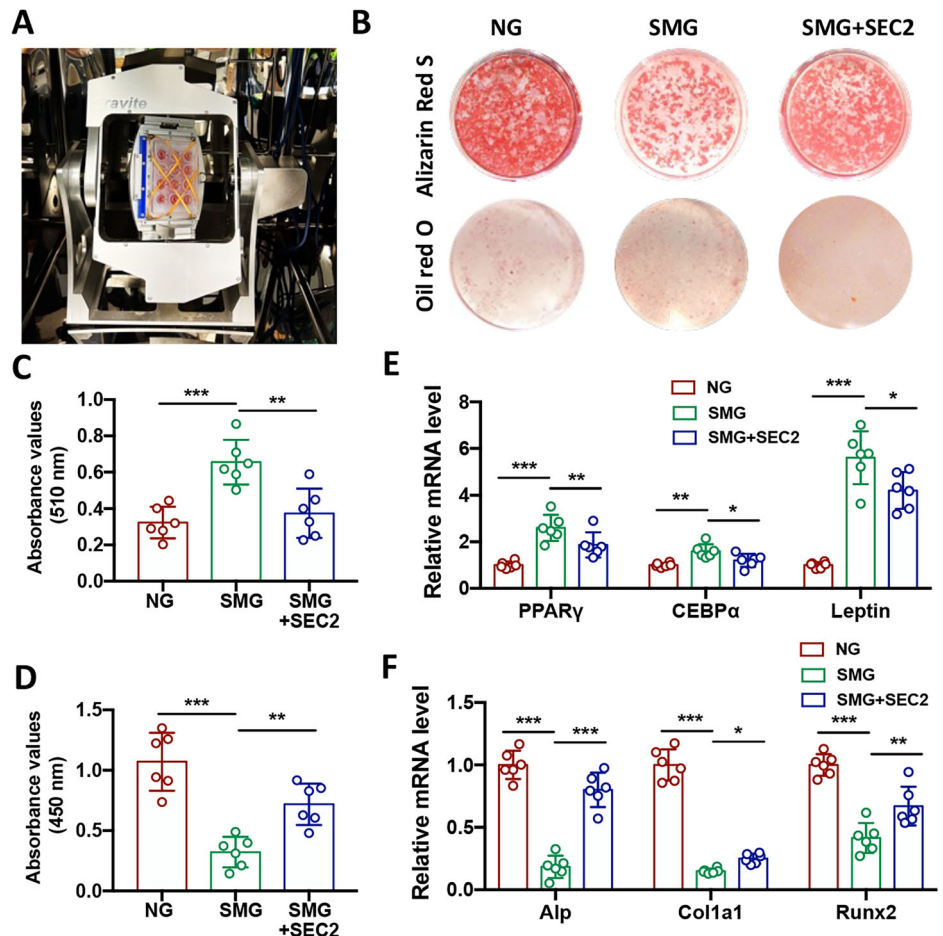 A
ravite
B
NG SMG SMG+SEC2
Alizarin Red S
Oil red O
C
Absorbance values
(510 nm)
1.0
0.8
0.6
0.4
0.2
0.0
*** **
NG SMG SMG
+SEC2
D
Absorbance values
(450 nm)
1.5
1.0
0.5
0.0
*** **
NG SMG SMG
+SEC2
E
Relative mRNA level
8
6
4
2
0
NG
SMG
SMG+SEC2
*** **
** *
*** *
PPARγ CEBPα Leptin
F
Relative mRNA level
1.5
1.0
0.5
0.0
NG
SMG
SMG+SEC2
*** ***
*** *
*** **
Alp Col1a1 Runx2